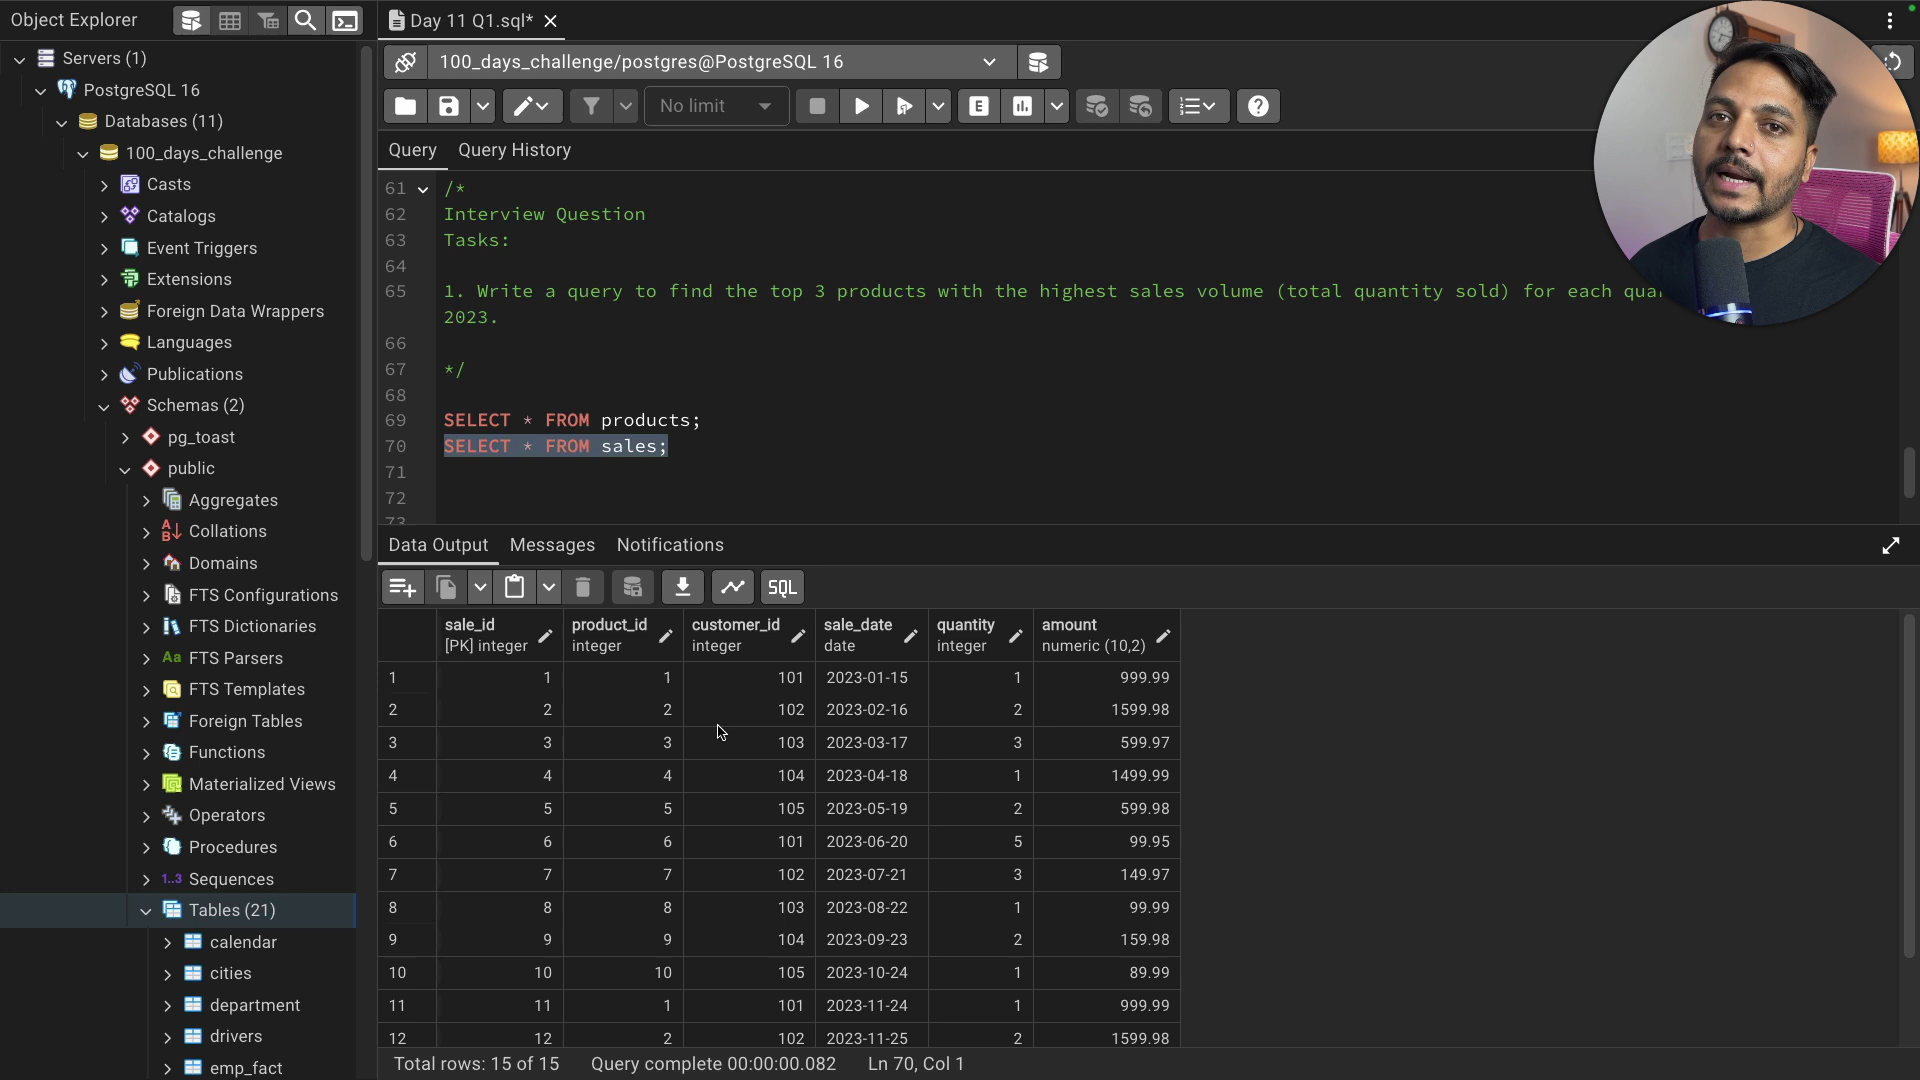 Object Explorer
Day 11 Q1.sql*
Servers (1)
PostgreSQL 16
Databases (11)
100_days_challenge
Casts
Catalogs
Event Triggers
Extensions
Foreign Data Wrappers
Languages
Publications
Schemas (2)
pg_toast
public
Aggregates
Collations
Domains
FTS Configurations
FTS Dictionaries
Aa FTS Parsers
FTS Templates
Foreign Tables
Functions
Materialized Views
Operators
Procedures
1..3 Sequences
Tables (21)
calendar
cities
department
drivers
emp_fact
100_days_challenge/postgres@PostgreSQL 16
No limit
E
Query Query History
61 /*
62 Interview Question
63 Tasks:
64
65 1. Write a query to find the top 3 products with the highest sales volume (total quantity sold) for each
2023.
66
67 */
68
69 SELECT * FROM products;
70 SELECT * FROM sales;
71
72
73
Data Output Messages Notifications
SQL
sale_id product_id customer_id sale_date quantity amount
[PK] integer integer integer date integer numeric (10,2)
1 1 1 101 2023-01-15 1 999.99
2 2 2 102 2023-02-16 2 1599.98
3 3 3 103 2023-03-17 3 599.97
4 4 4 104 2023-04-18 1 1499.99
5 5 5 105 2023-05-19 2 599.98
6 6 6 101 2023-06-20 5 99.95
7 7 7 102 2023-07-21 3 149.97
8 8 8 103 2023-08-22 1 99.99
9 9 9 104 2023-09-23 2 159.98
10 10 10 105 2023-10-24 1 89.99
11 11 1 101 2023-11-24 1 999.99
12 12 2 102 2023-11-25 2 1599.98
Total rows: 15 of 15 Query complete 00:00:00.082 Ln 70, Col 1